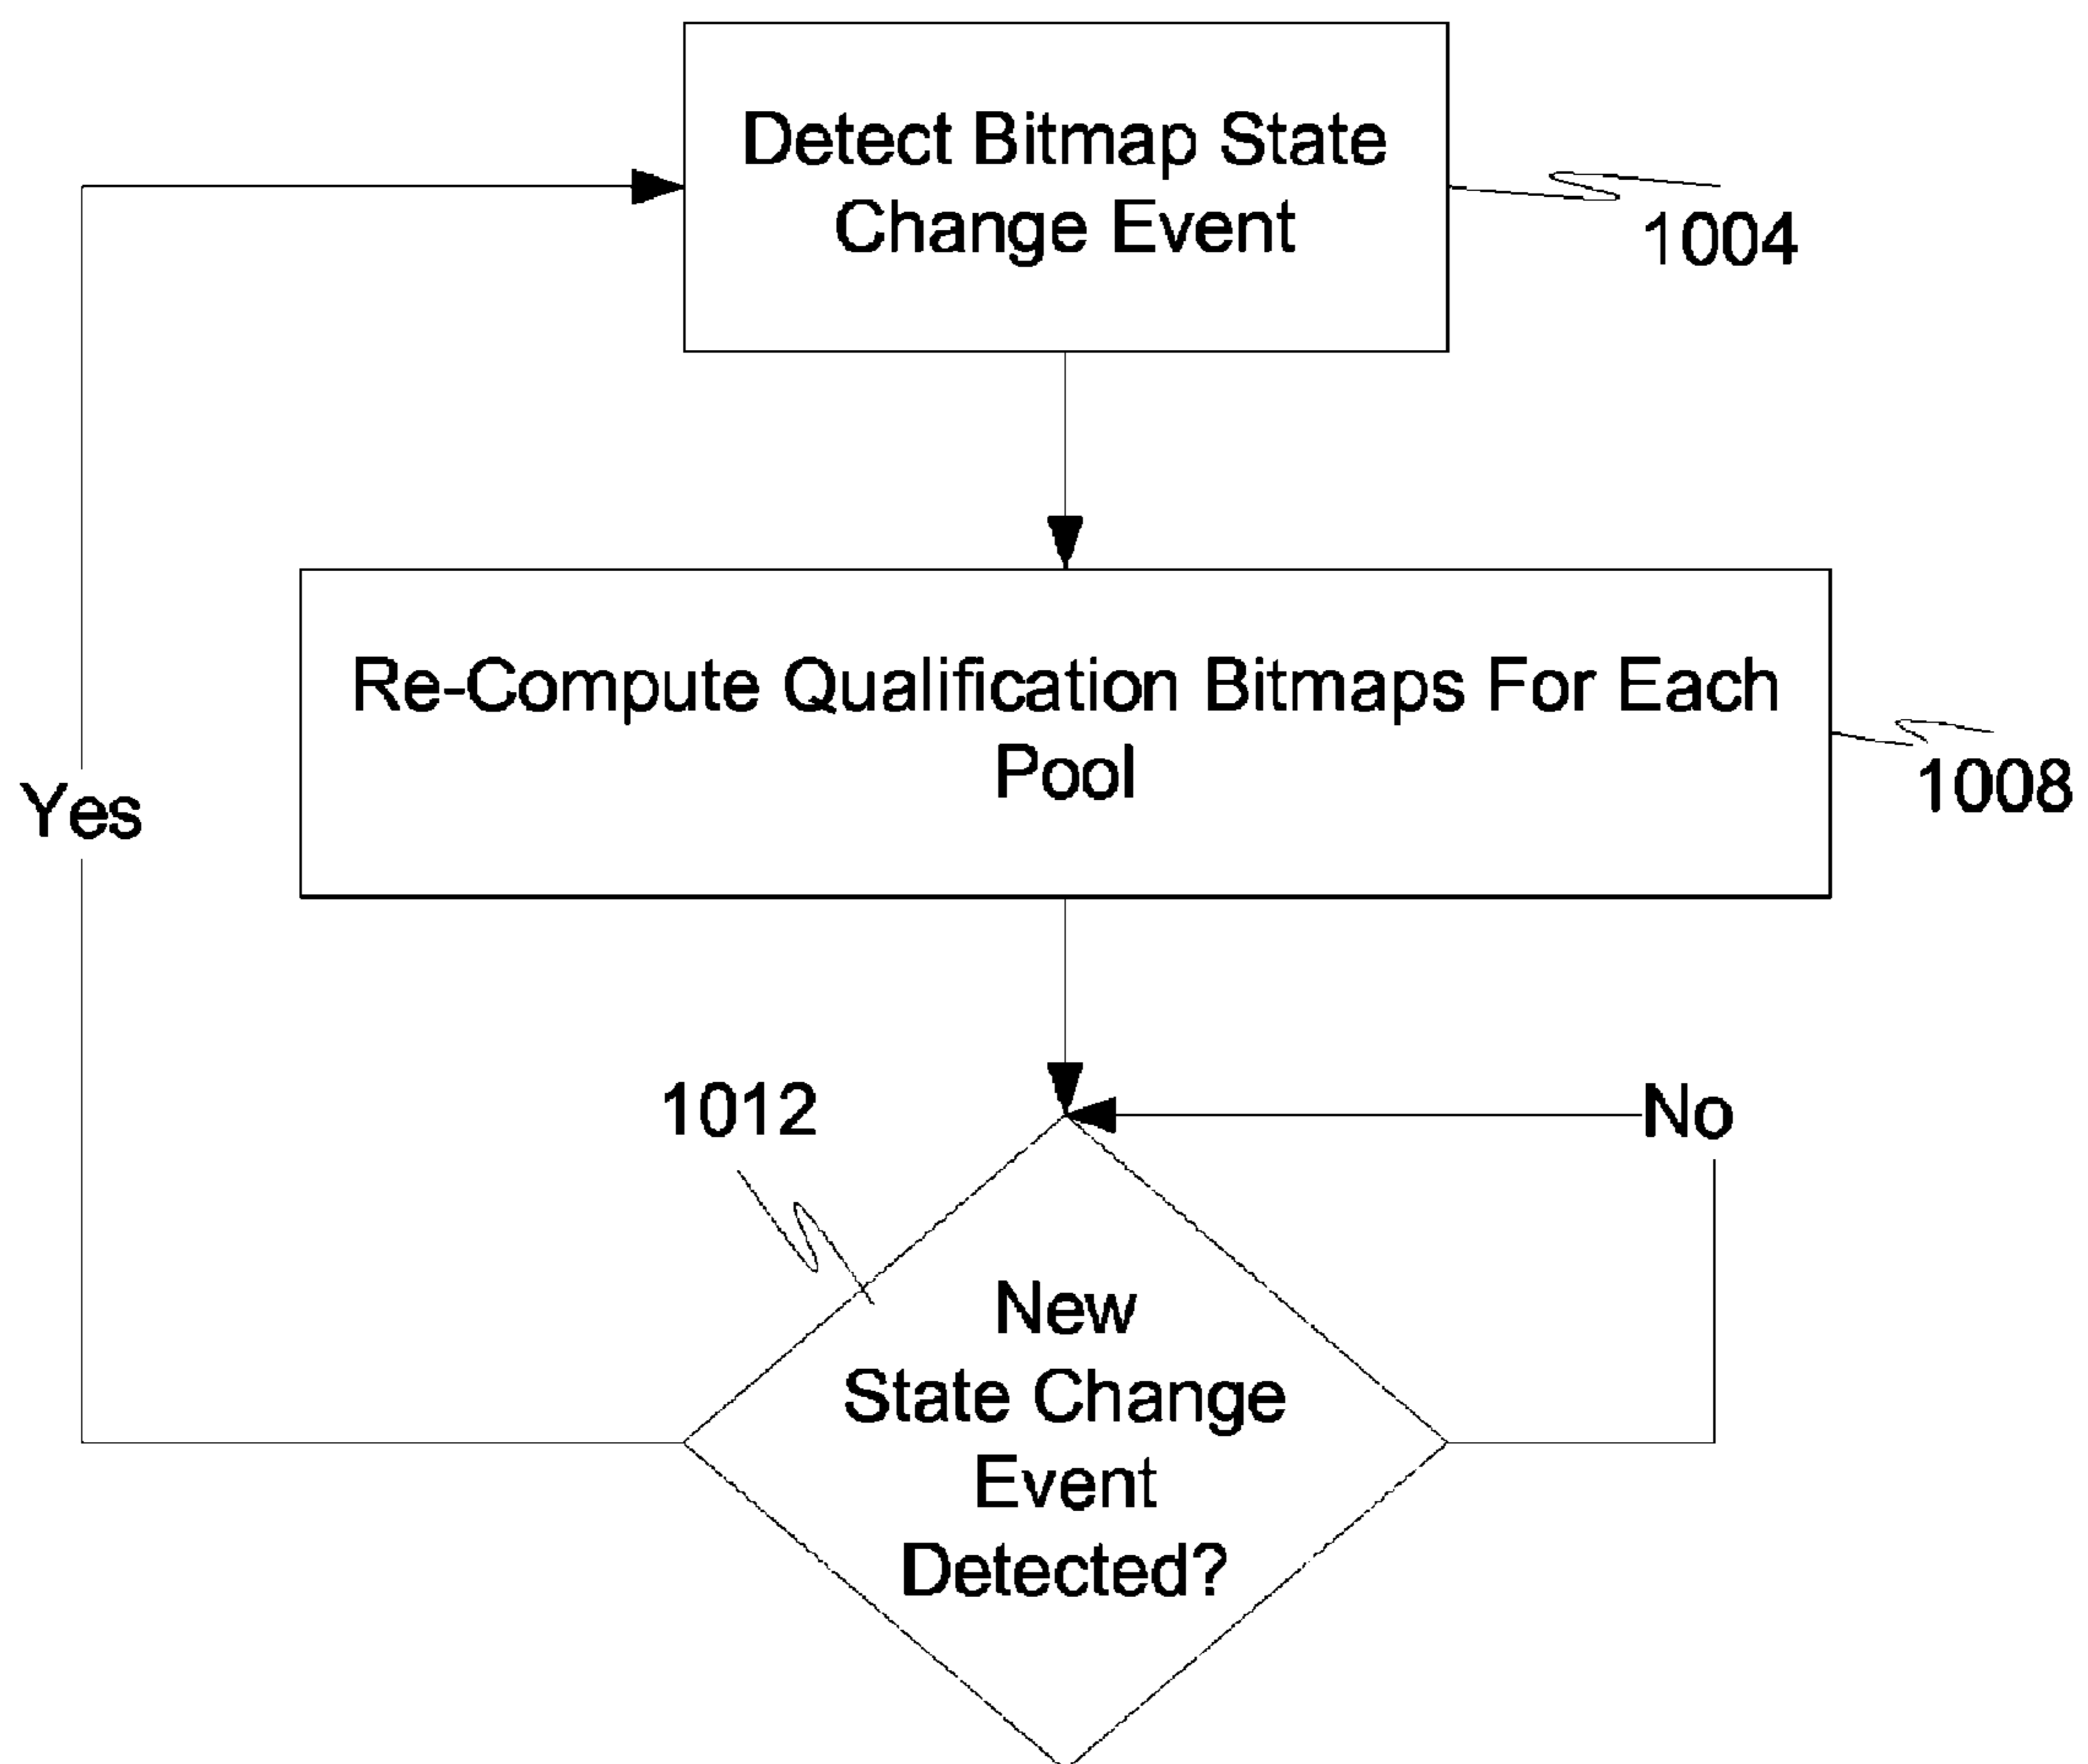 Detect Bitmap State
Change Event
1004
Re-Compute Qualification Bitmaps For Each
Pool
1008
Yes
1012
No
New
State Change
Event
Detected?